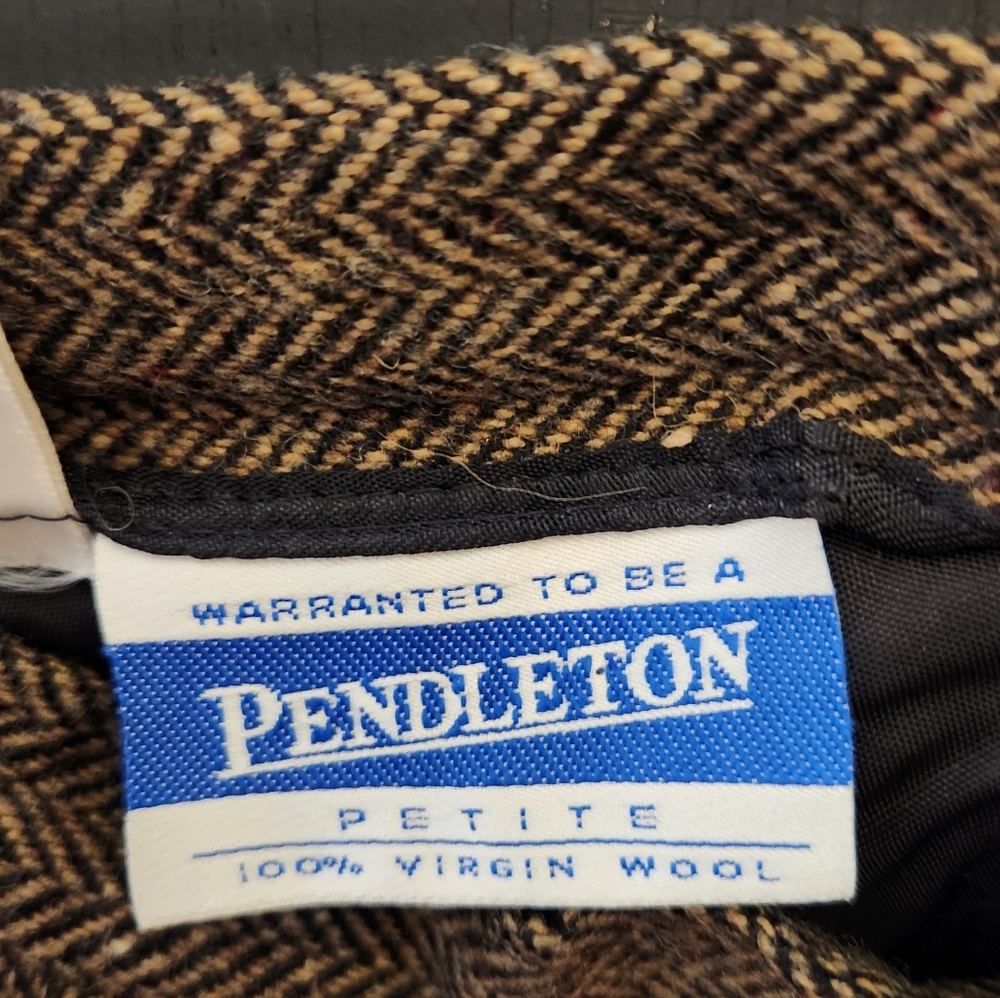 WARRANTED TO BE A
PENDLETON
PETITE
100% VIRGIN WOOL